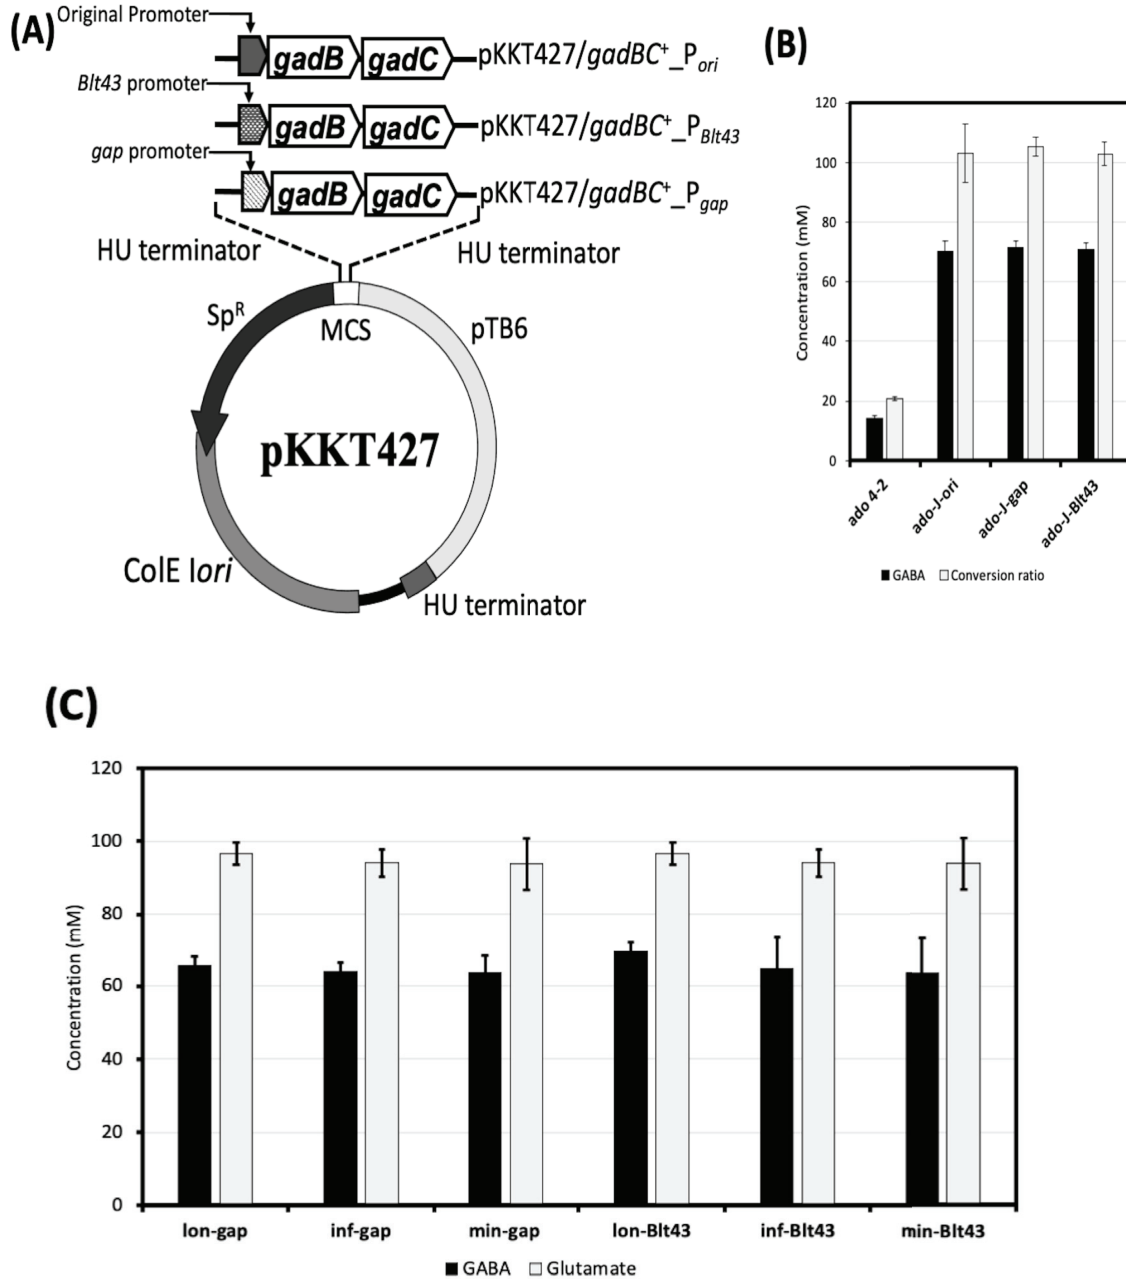 (A)
Original Promoter
gadB gadC pKKT427/gadBC⁺_Pori
Blt43 promoter
gadB gadC pKKT427/gadBC⁺_PBlt43
gap promoter
gadB gadC pKKT427/gadBC⁺_Pgap
HU terminator HU terminator
Spᴿ
MCS
pTB6
pKKT427
ColE Iori
HU terminator
(B)
120
100
80
60
40
20
0
Concentration (mM)
ado 4-2 ado-J-ori ado-J-gap ado-J-Blt43
GABA Conversion ratio
(C)
120
100
80
60
40
20
0
Concentration (mM)
lon-gap inf-gap min-gap lon-Blt43 inf-Blt43 min-Blt43
GABA Glutamate